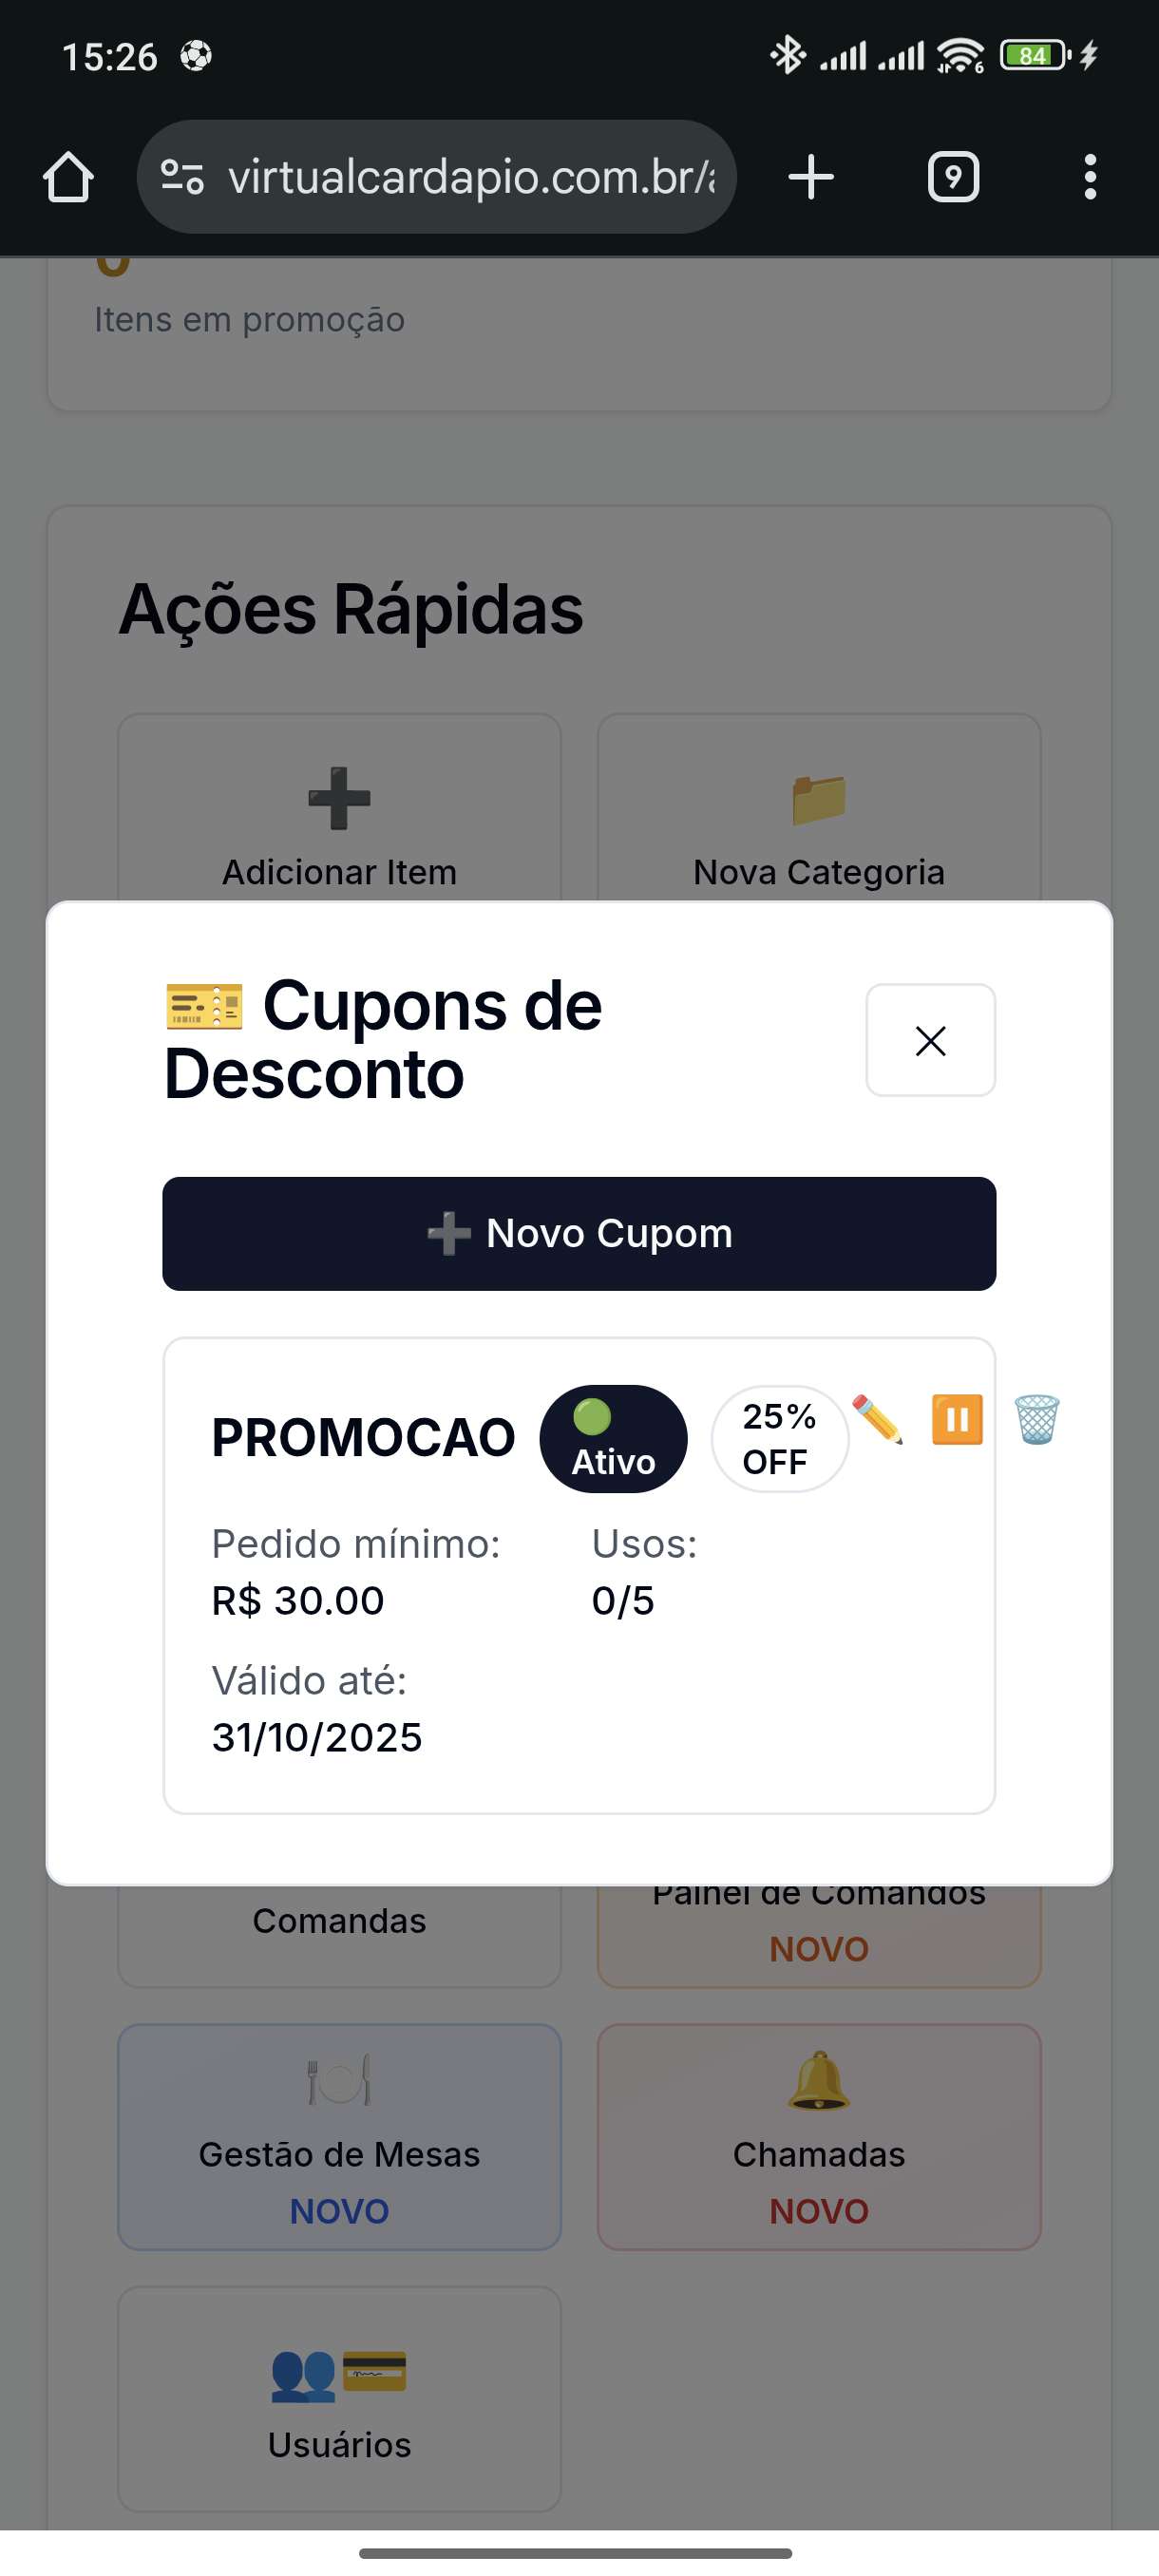 15:26
84
6
virtualcardapio.com.br/
9
Itens em promoção
Ações Rápidas
Adicionar Item
Nova Categoria
🎫 Cupons de
Desconto
➕ Novo Cupom
PROMOCAO
🟢
Ativo
25%
OFF
Pedido mínimo:
R$ 30.00
Usos:
0/5
Válido até:
31/10/2025
Comandas
Painel de Comandos
NOVO
Gestão de Mesas
NOVO
Chamadas
NOVO
Usuários